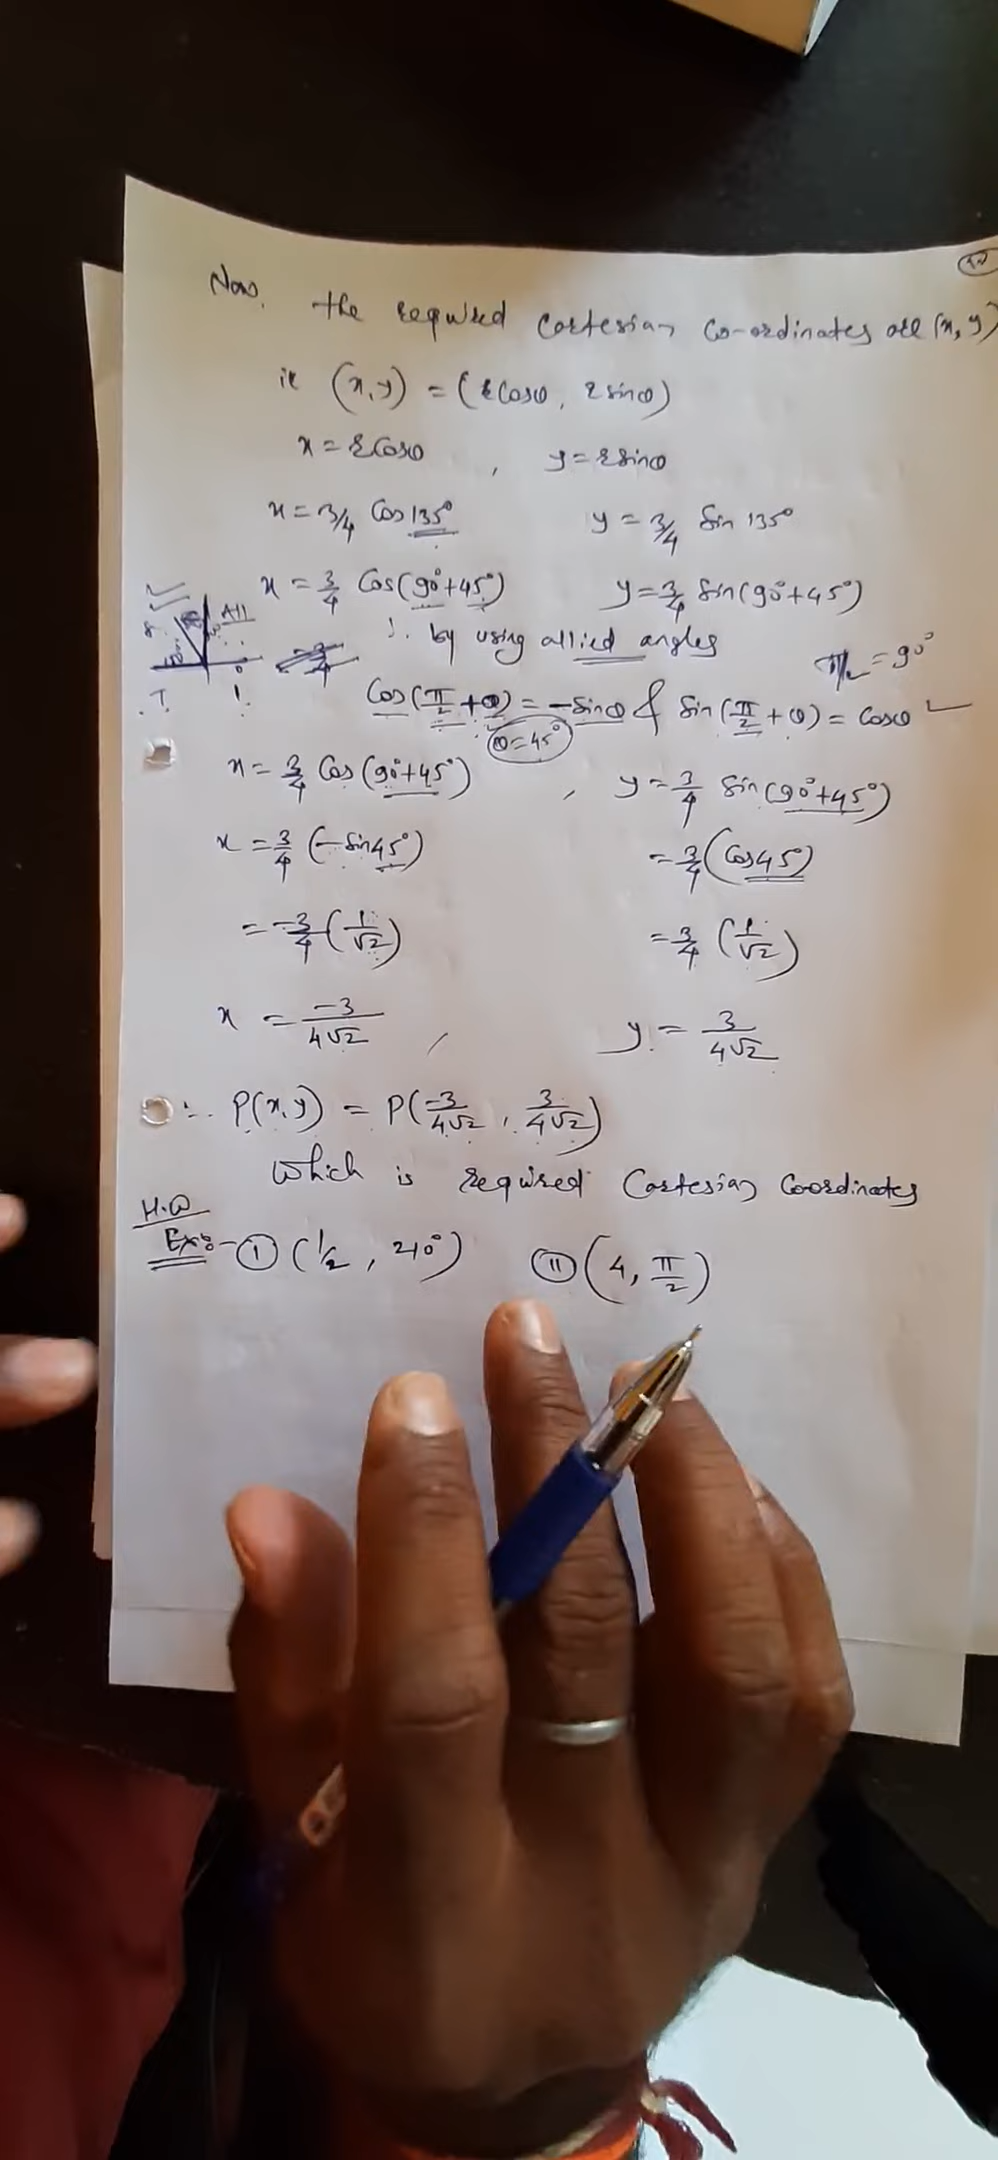 Now. the required Cartesian Co-ordinates are (x, y)
ie (x, y) = (r Cosθ, r sinθ)
x = r Cosθ , y = r sinθ
x = 3/4 Cos 135° y = 3/4 Sin 135°
x = 3/4 Cos(90°+45°) y = 3/4 Sin(90°+45°)
All
∴ by using allied angles π/2 = 90°
T
Cos(π/2 + θ) = -Sinθ & Sin(π/2 + θ) = Cosθ
θ=45°
x = 3/4 Cos(90°+45°) , y = 3/4 Sin(90°+45°)
x = 3/4 (-Sin45°) = 3/4 (Cos45°)
= -3/4 (1/√2) = 3/4 (1/√2)
x = -3/4√2 , y = 3/4√2
∴ P(x, y) = P(-3/4√2 , 3/4√2)
Which is required Cartesian Coordinates
H.W
Ex:- (I) (1/2 , 210°) (II) (4, π/2)